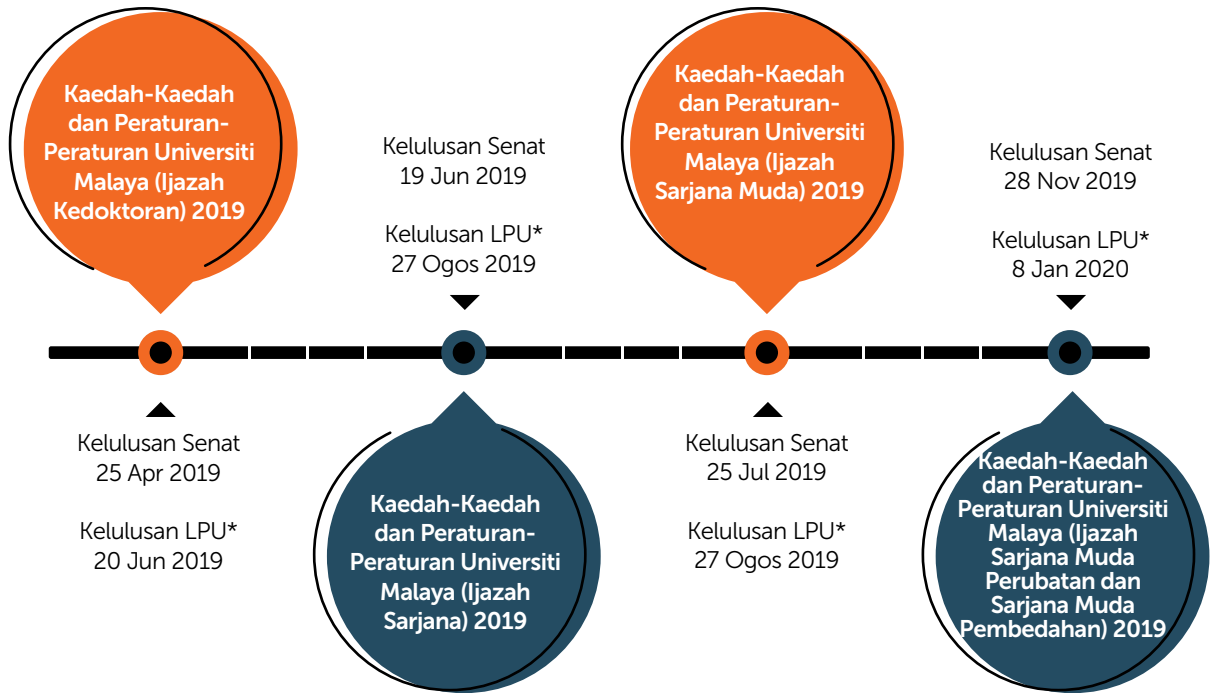 Kaedah-Kaedah
dan Peraturan-
Peraturan Universiti
Malaya (Ijazah
Kedoktoran) 2019
Kelulusan Senat
25 Apr 2019
Kelulusan LPU*
20 Jun 2019
Kelulusan Senat
19 Jun 2019
Kelulusan LPU*
27 Ogos 2019
Kaedah-Kaedah
dan Peraturan-
Peraturan Universiti
Malaya (Ijazah
Sarjana) 2019
Kaedah-Kaedah
dan Peraturan-
Peraturan Universiti
Malaya (Ijazah
Sarjana Muda) 2019
Kelulusan Senat
25 Jul 2019
Kelulusan LPU*
27 Ogos 2019
Kelulusan Senat
28 Nov 2019
Kelulusan LPU*
8 Jan 2020
Kaedah-Kaedah
dan Peraturan-
Peraturan Universiti
Malaya (Ijazah
Sarjana Muda
Perubatan dan
Sarjana Muda
Pembedahan) 2019